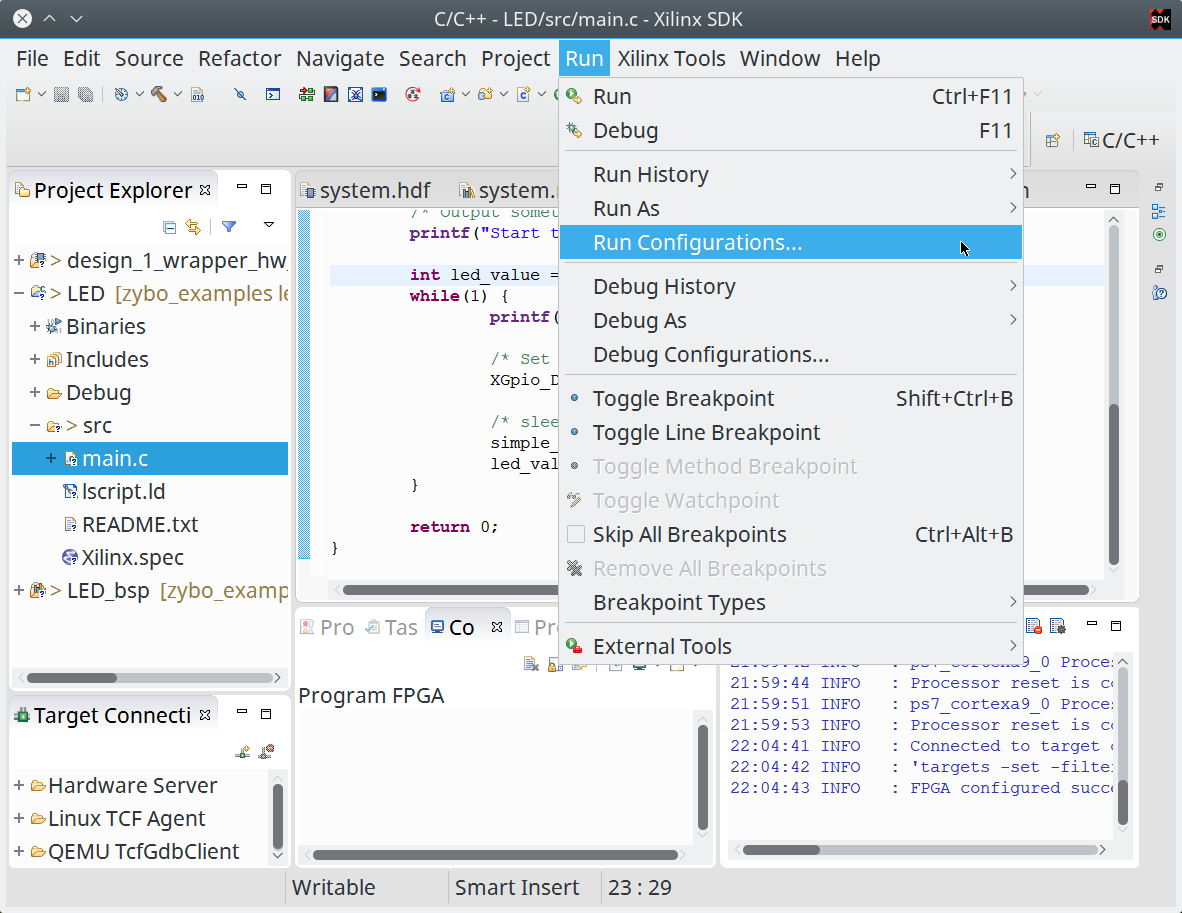 C/C++ - LED/src/main.c - Xilinx SDK
SDK
File Edit Source Refactor Navigate Search Project Run Xilinx Tools Window Help
010
C/C++
Run Ctrl+F11
Debug F11
Run History
Run As
Run Configurations...
Debug History
Debug As
Debug Configurations...
Toggle Breakpoint Shift+Ctrl+B
Toggle Line Breakpoint
Toggle Method Breakpoint
Toggle Watchpoint
Skip All Breakpoints Ctrl+Alt+B
Remove All Breakpoints
Breakpoint Types
External Tools
Project Explorer
design_1_wrapper_hw
LED [zybo_examples le
Binaries
Includes
Debug
> src
main.c
lscript.ld
README.txt
Xilinx.spec
> LED_bsp [zybo_examp
system.hdf system.
/* Output somet
printf("Start t
int led_value =
while(1) {
printf(
/* Set
XGpio_D
/* slee
simple_
led_val
}
return 0;
}
Target Connecti
Hardware Server
Linux TCF Agent
QEMU TcfGdbClient
Pro Tas Co Pr
Program FPGA
21:59:42 INFO : ps7_cortexa9_0 Proces
21:59:44 INFO : Processor reset is co
21:59:51 INFO : ps7_cortexa9_0 Proces
21:59:53 INFO : Processor reset is co
22:04:41 INFO : Connected to target
22:04:42 INFO : 'targets -set -filter
22:04:43 INFO : FPGA configured succe
Writable Smart Insert 23 : 29